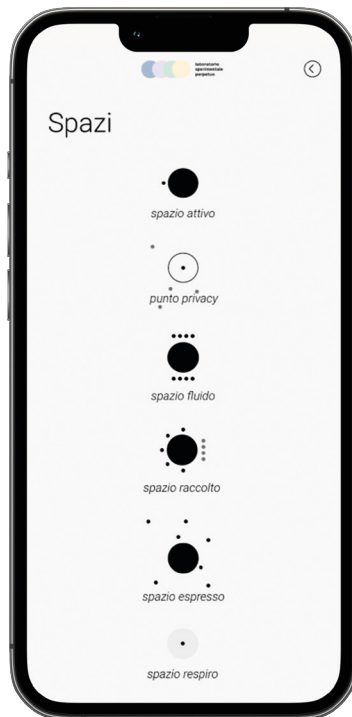 laboratorio
sperimentale
perpetuo
Spazi
spazio attivo
punto privacy
spazio fluido
spazio raccolto
spazio espresso
spazio respiro